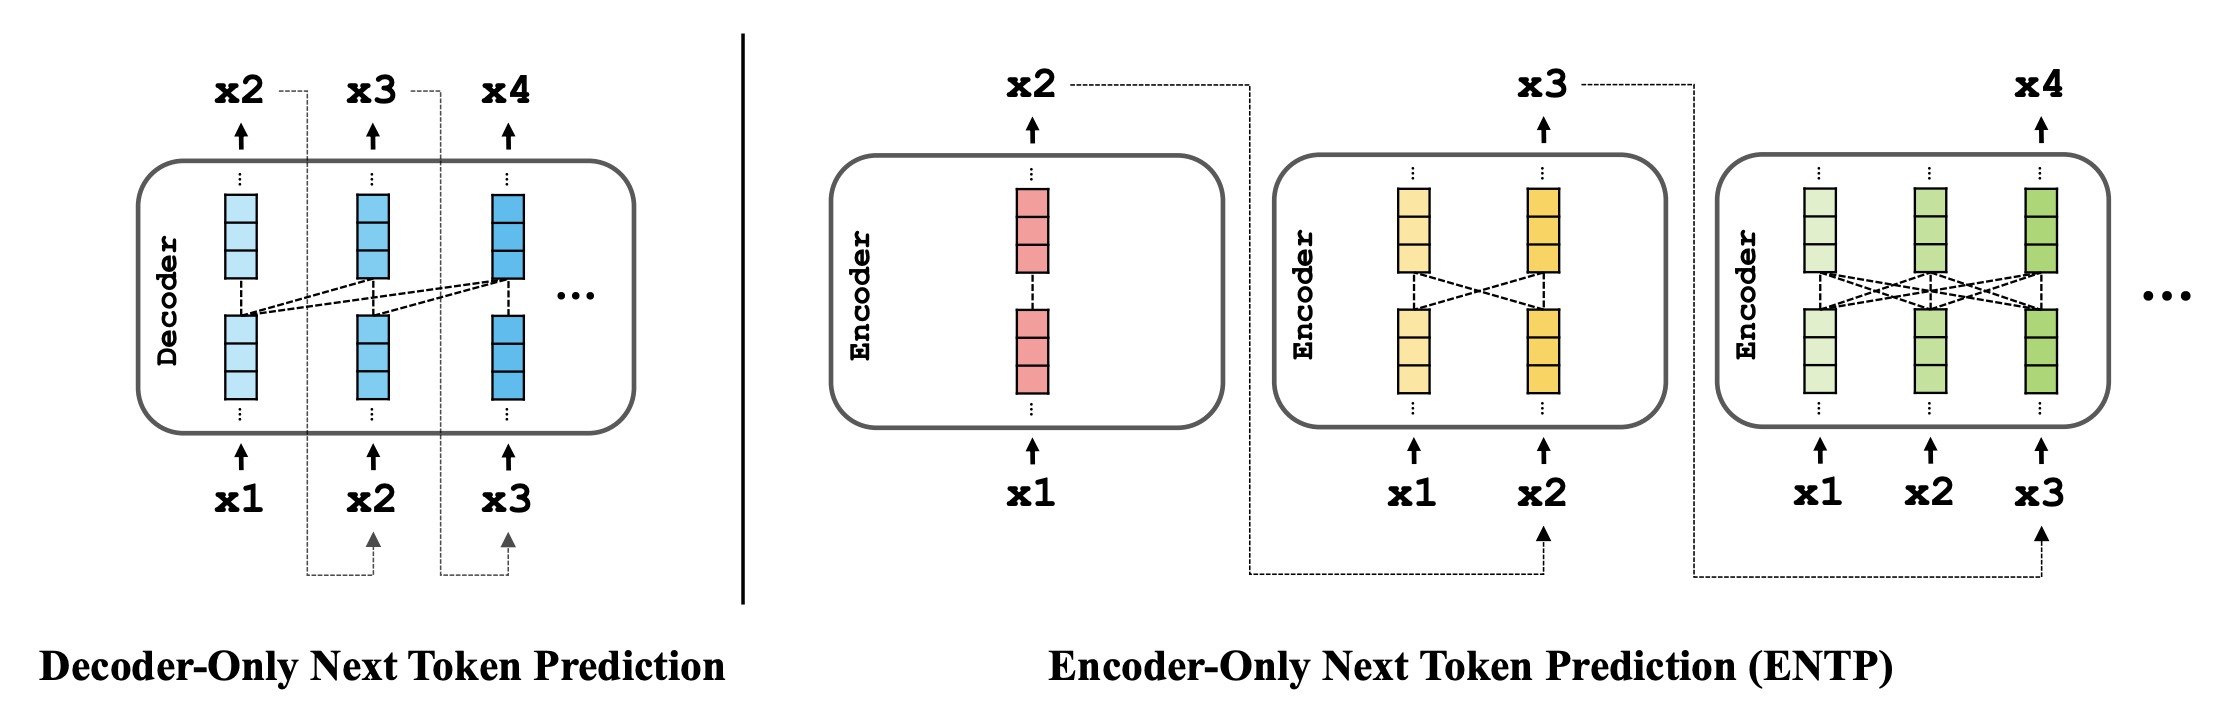 x2 x3 x4
Decoder
...
x1 x2 x3
Decoder-Only Next Token Prediction
x2 x3 x4
Encoder
Encoder
Encoder
...
x1 x1 x2 x1 x2 x3
Encoder-Only Next Token Prediction (ENTP)